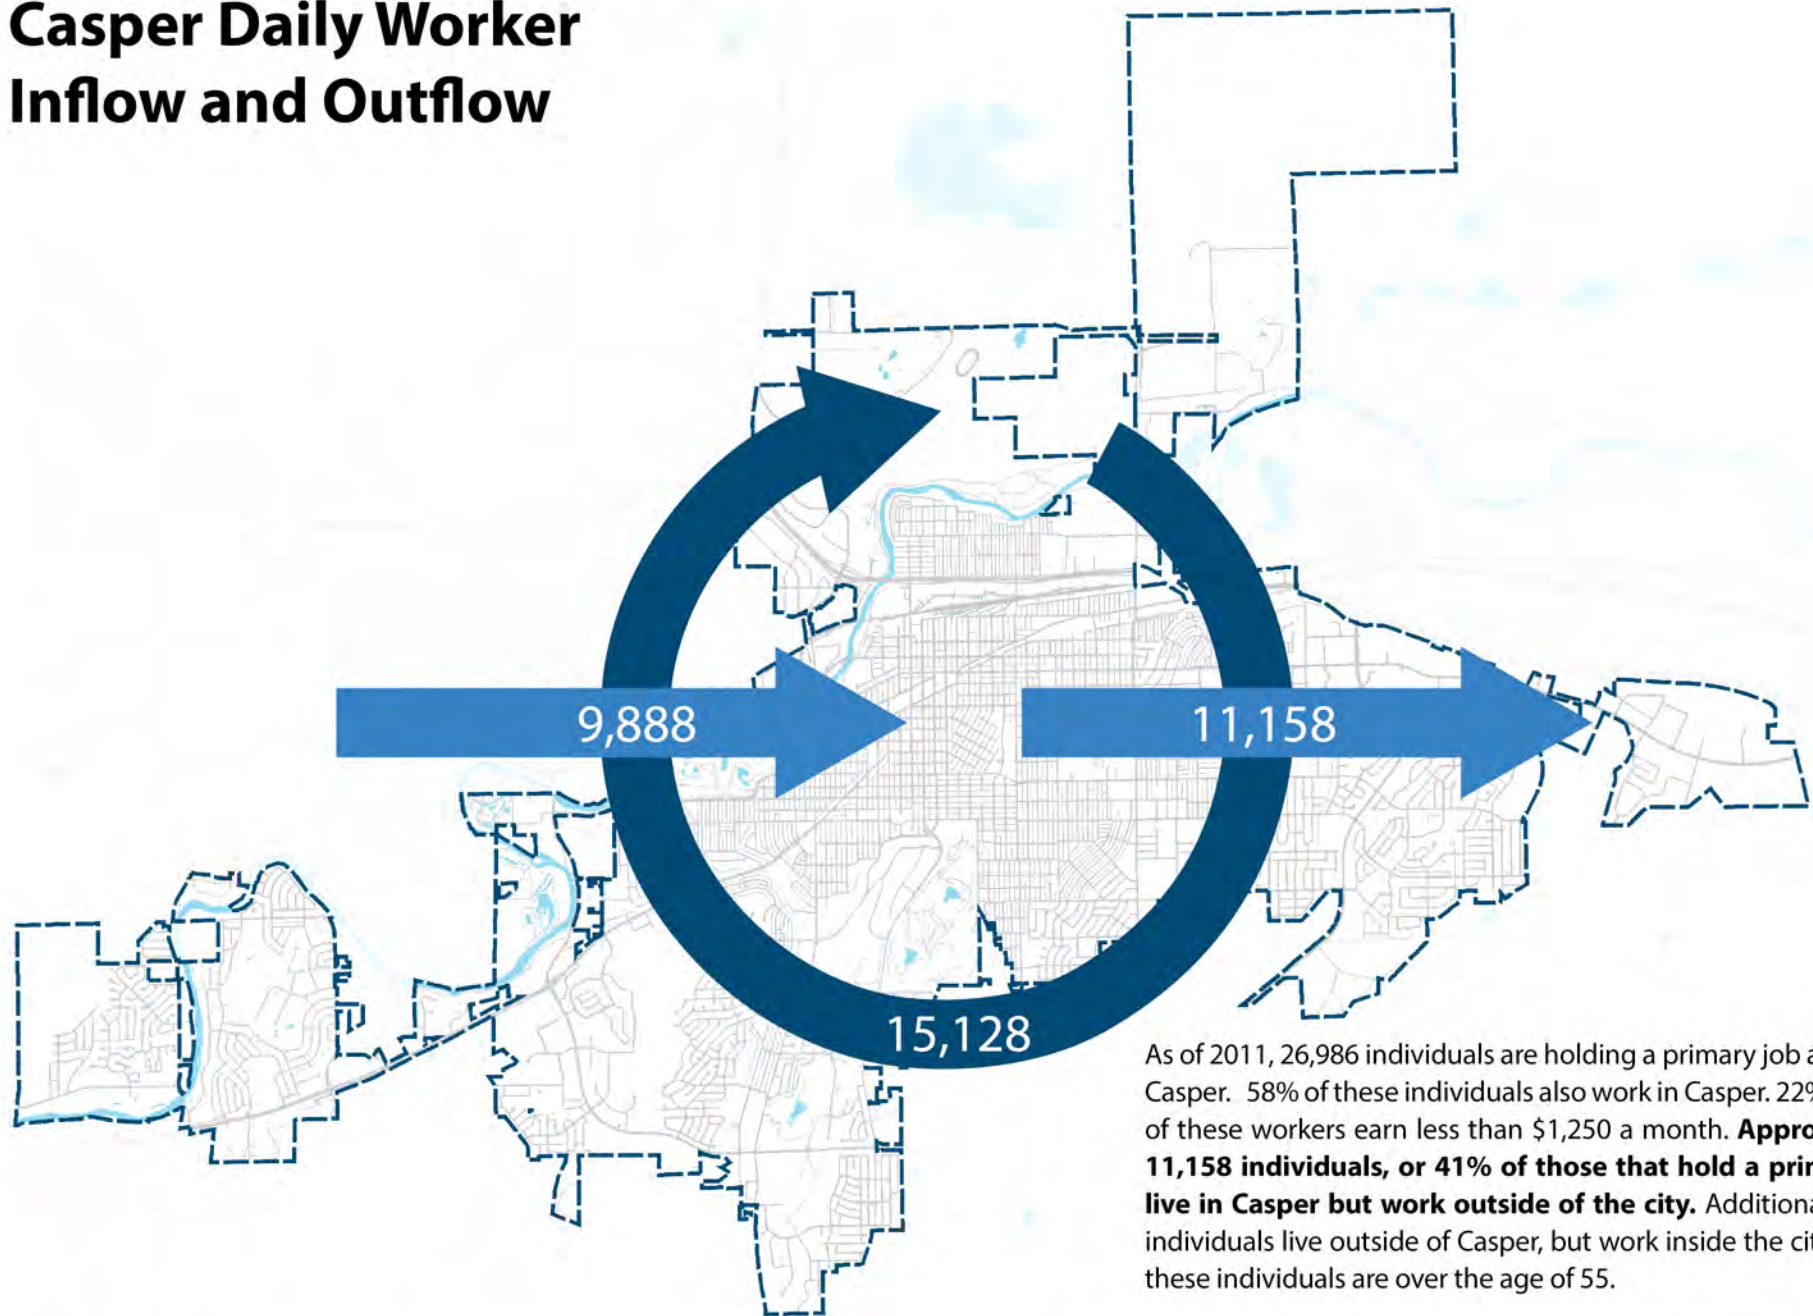 Casper Daily Worker
Inflow and Outflow
9,888
11,158
15,128
As of 2011, 26,986 individuals are holding a primary job
Casper. 58% of these individuals also work in Casper. 22%
of these workers earn less than $1,250 a month.
11,158 individuals, or 41% of those that hold a
live in Casper but work outside of the city.
individuals live outside of Casper, but work inside the
these individuals are over the age of 55.